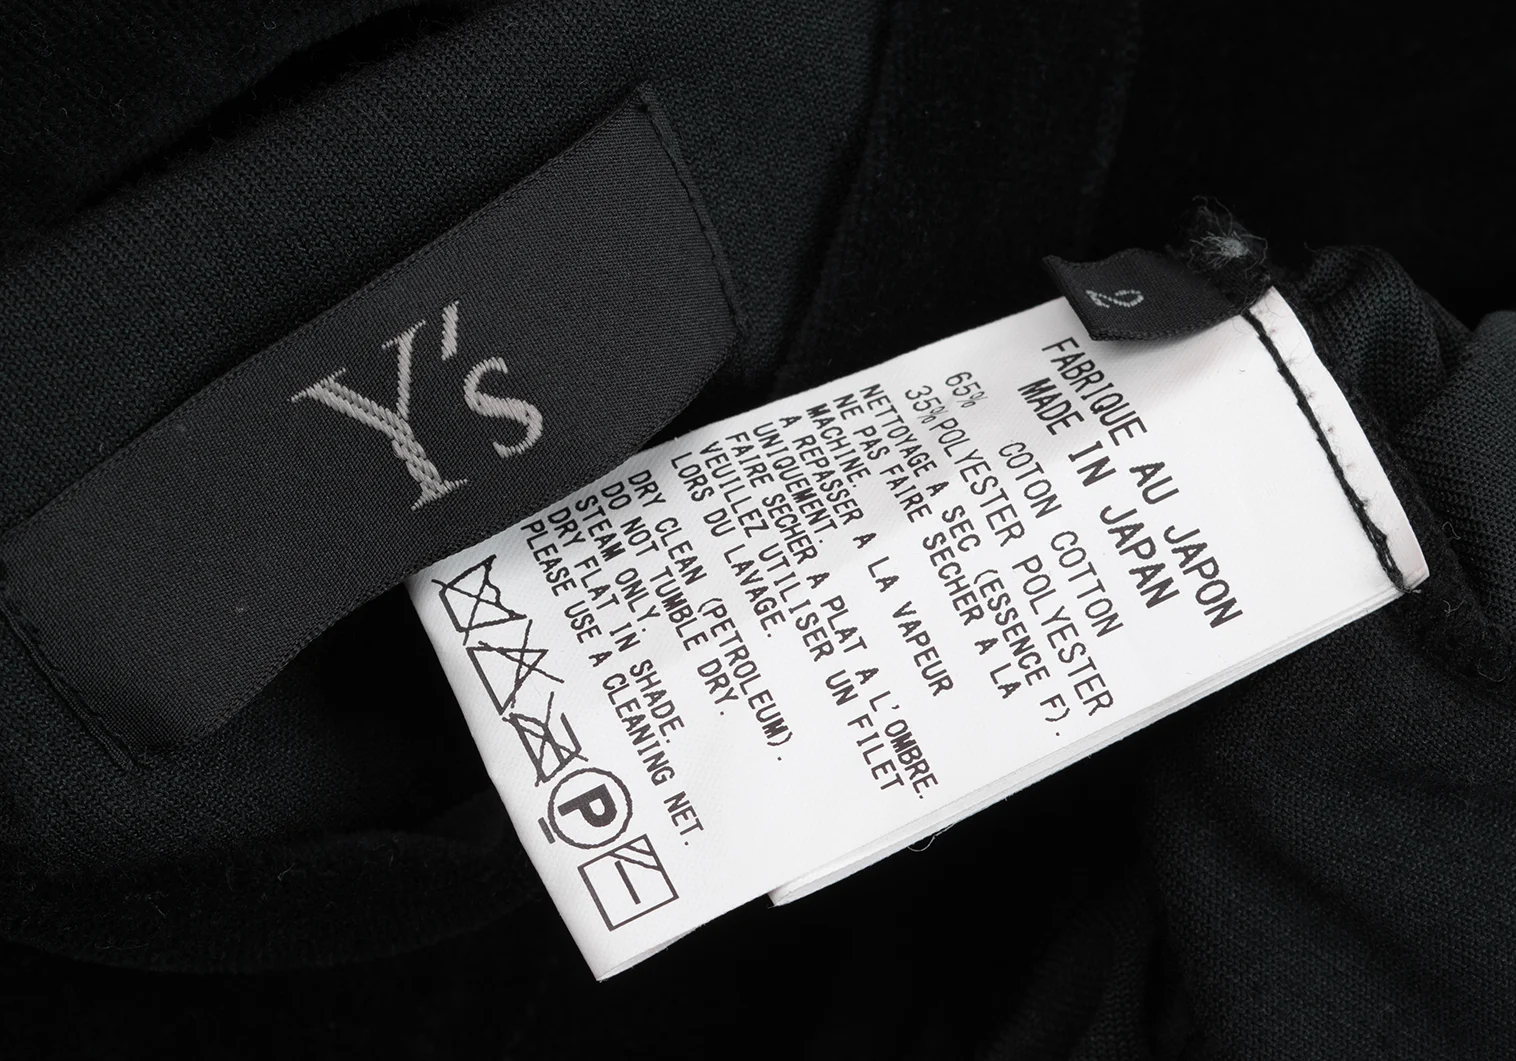 Y's
2
FABRIQUE AU JAPON
MADE IN JAPAN
65% COTON COTTON
35% POLYESTER POLYESTER
NETTOYAGE A SEC (ESSENCE F).
NE PAS FAIRE SECHER A LA
MACHINE.
A REPASSER A LA VAPEUR
UNIQUEMENT.
FAIRE SECHER A PLAT A L'OMBRE.
VEUILLEZ UTILISER UN FILET
LORS DU LAVAGE.
DRY CLEAN (PETROLEUM).
DO NOT TUMBLE DRY.
STEAM ONLY.
DRY FLAT IN SHADE.
PLEASE USE A CLEANING NET.
P